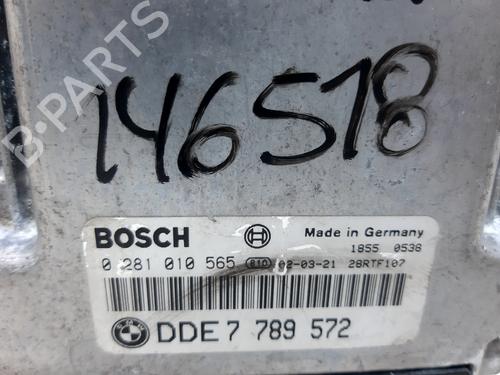 B-PARTS
146518
BOSCH
Made in Germany
1855 0538
0 281 010 565 810 02-03-21 28RTF107
DDE 7 789 572